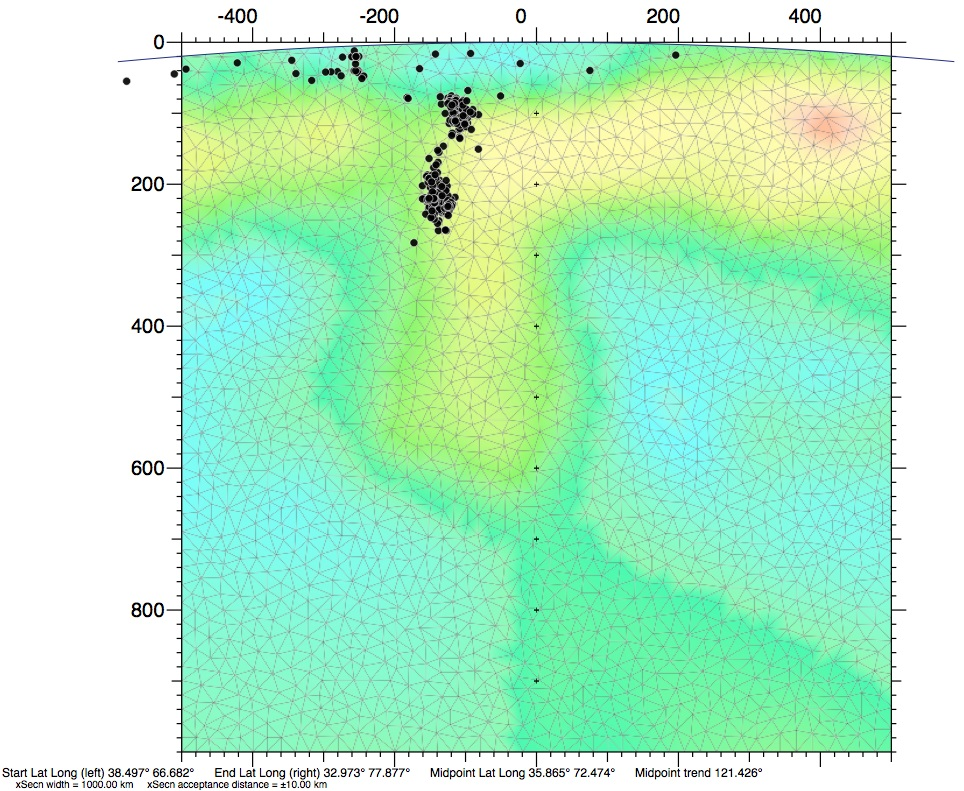 -400 -200 0 200 400
0
200
400
600
800
Start Lat Long (left) 38.497° 66.682° End Lat Long (right) 32.973° 77.877° Midpoint Lat Long 35.865° 72.474° Midpoint trend 121.426°
xSecn width = 1000.00 km xSecn acceptance distance = ±10.00 km